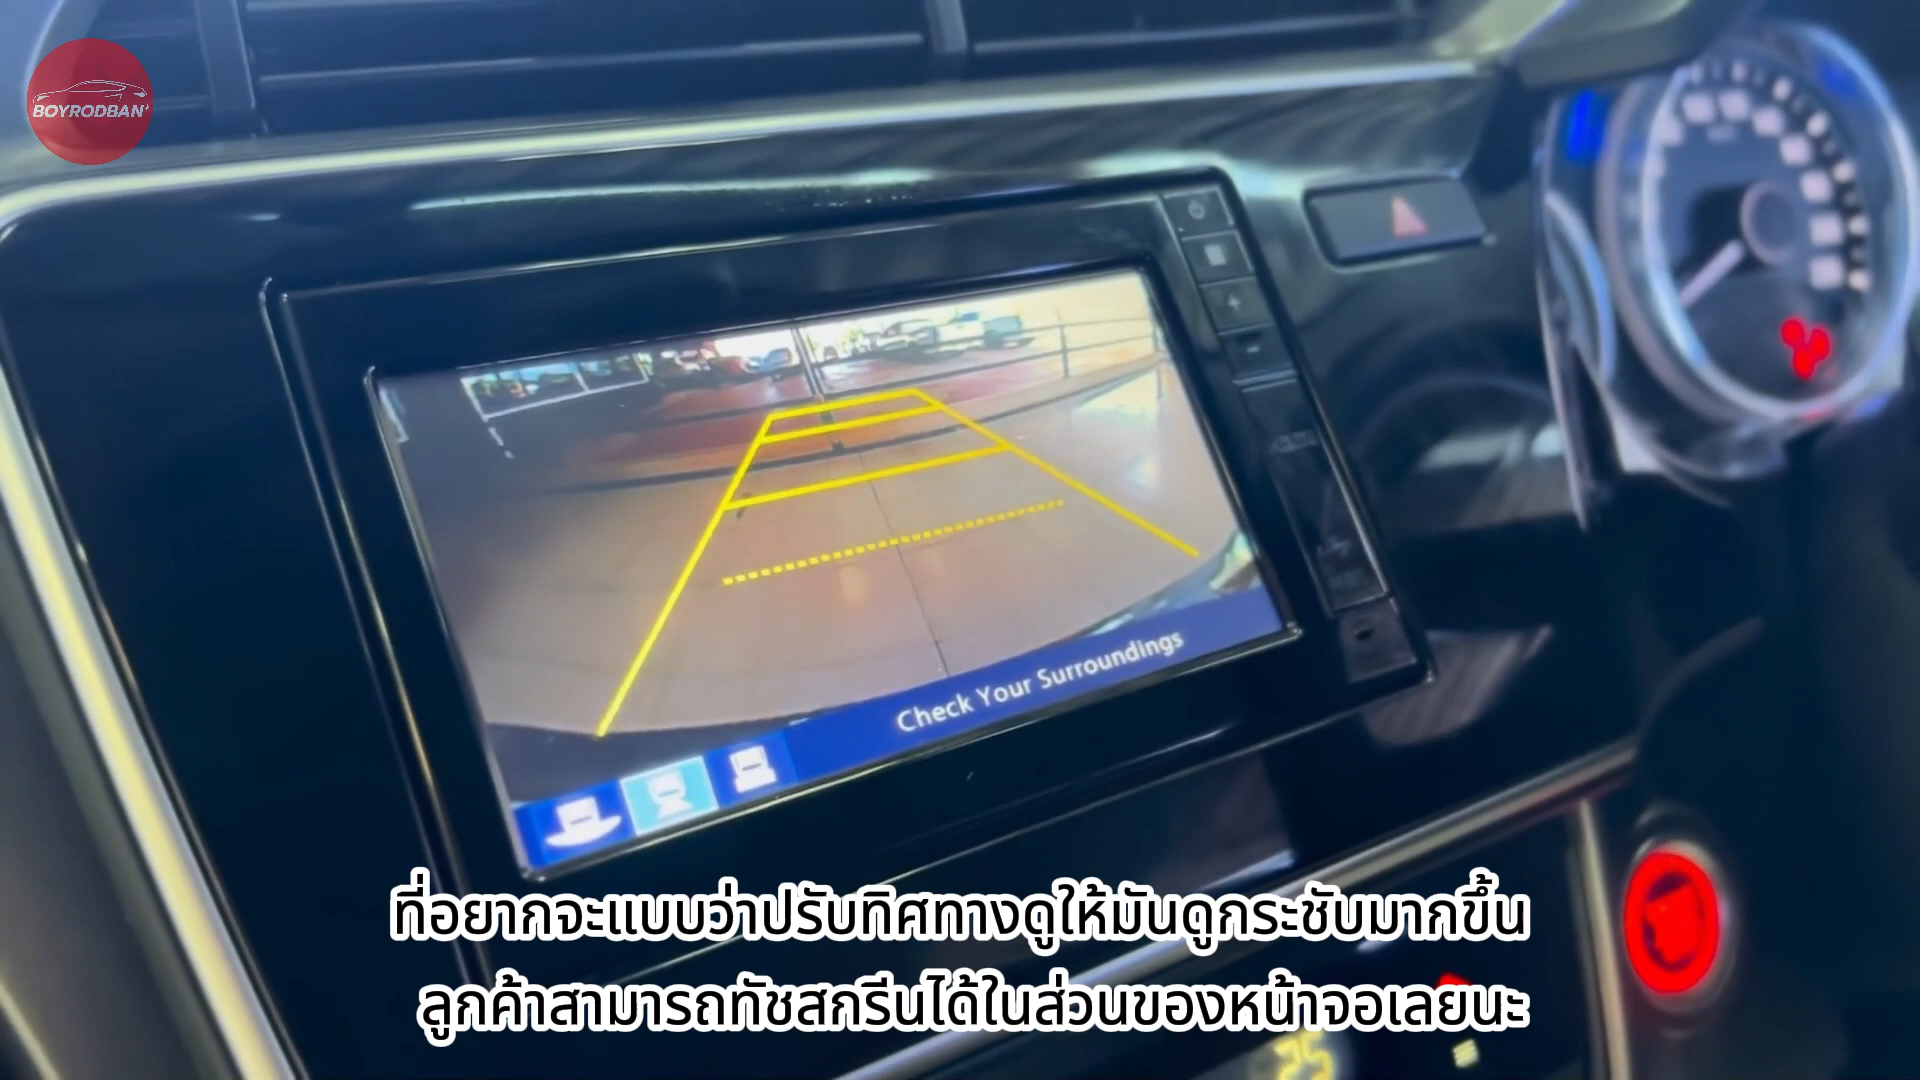 BOYRODBAN
Check Your Surroundings
ที่อยากจะแบบว่าปรับทิศทางดูให้มันดูกระชับมากขึ้น
ลูกค้าสามารถทัชสกรีนได้ในส่วนของหน้าจอเลยนะ
25